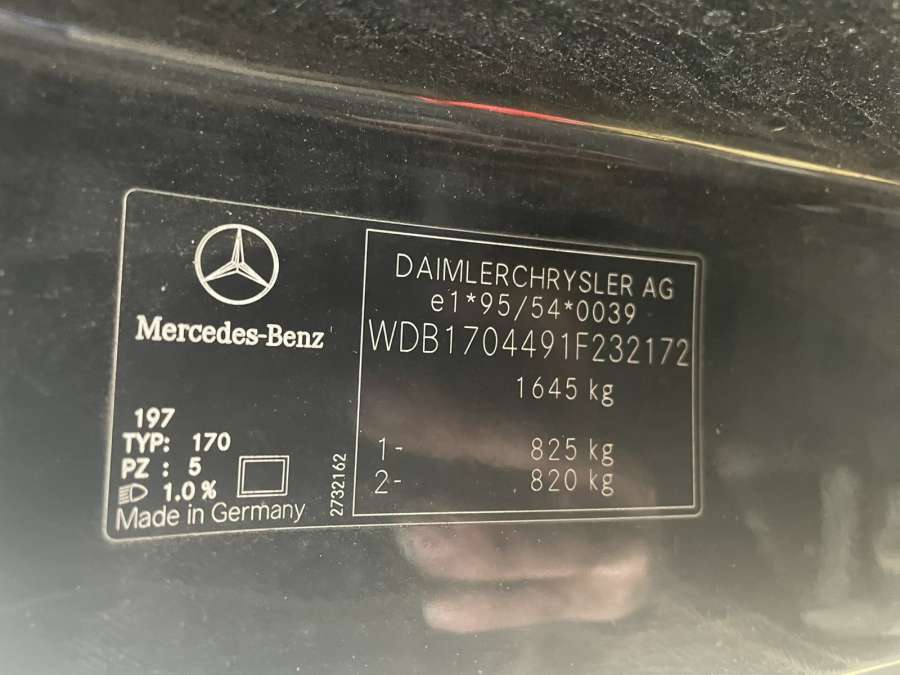 Mercedes-Benz
197
TYP: 170
PZ : 5
1.0 %
Made in Germany
2732162
DAIMLERCHRYSLER AG
e1*95/54*0039
WDB1704491F232172
1645 kg
1- 825 kg
2- 820 kg